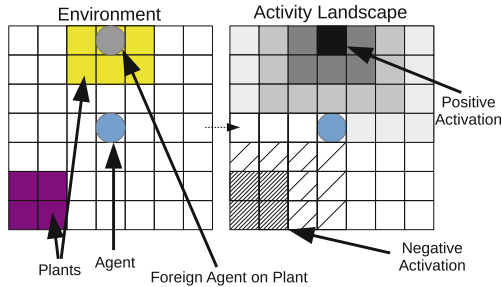 Environment
Activity Landscape
Positive
Activation
Plants
Agent
Foreign Agent on Plant
Negative
Activation